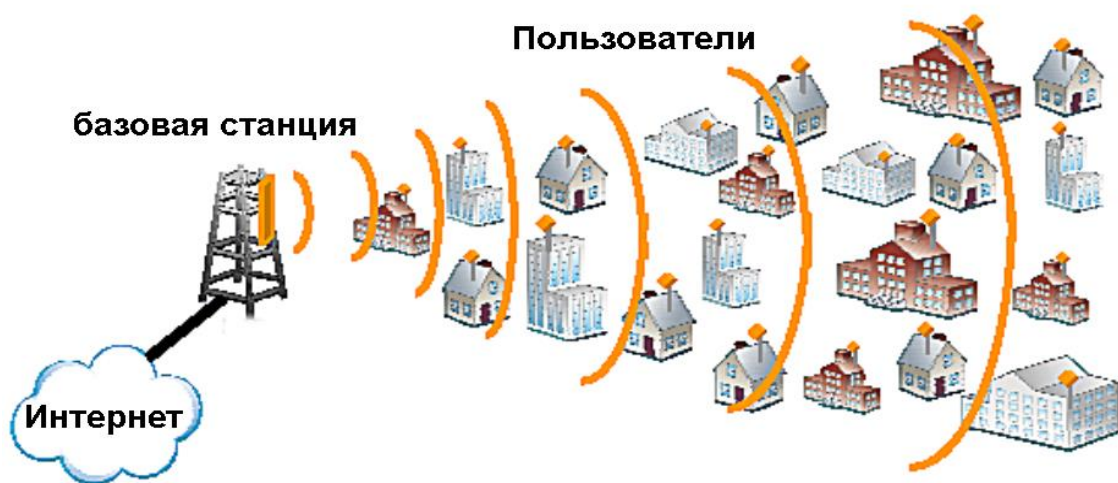 Пользователи
базовая станция
Интернет